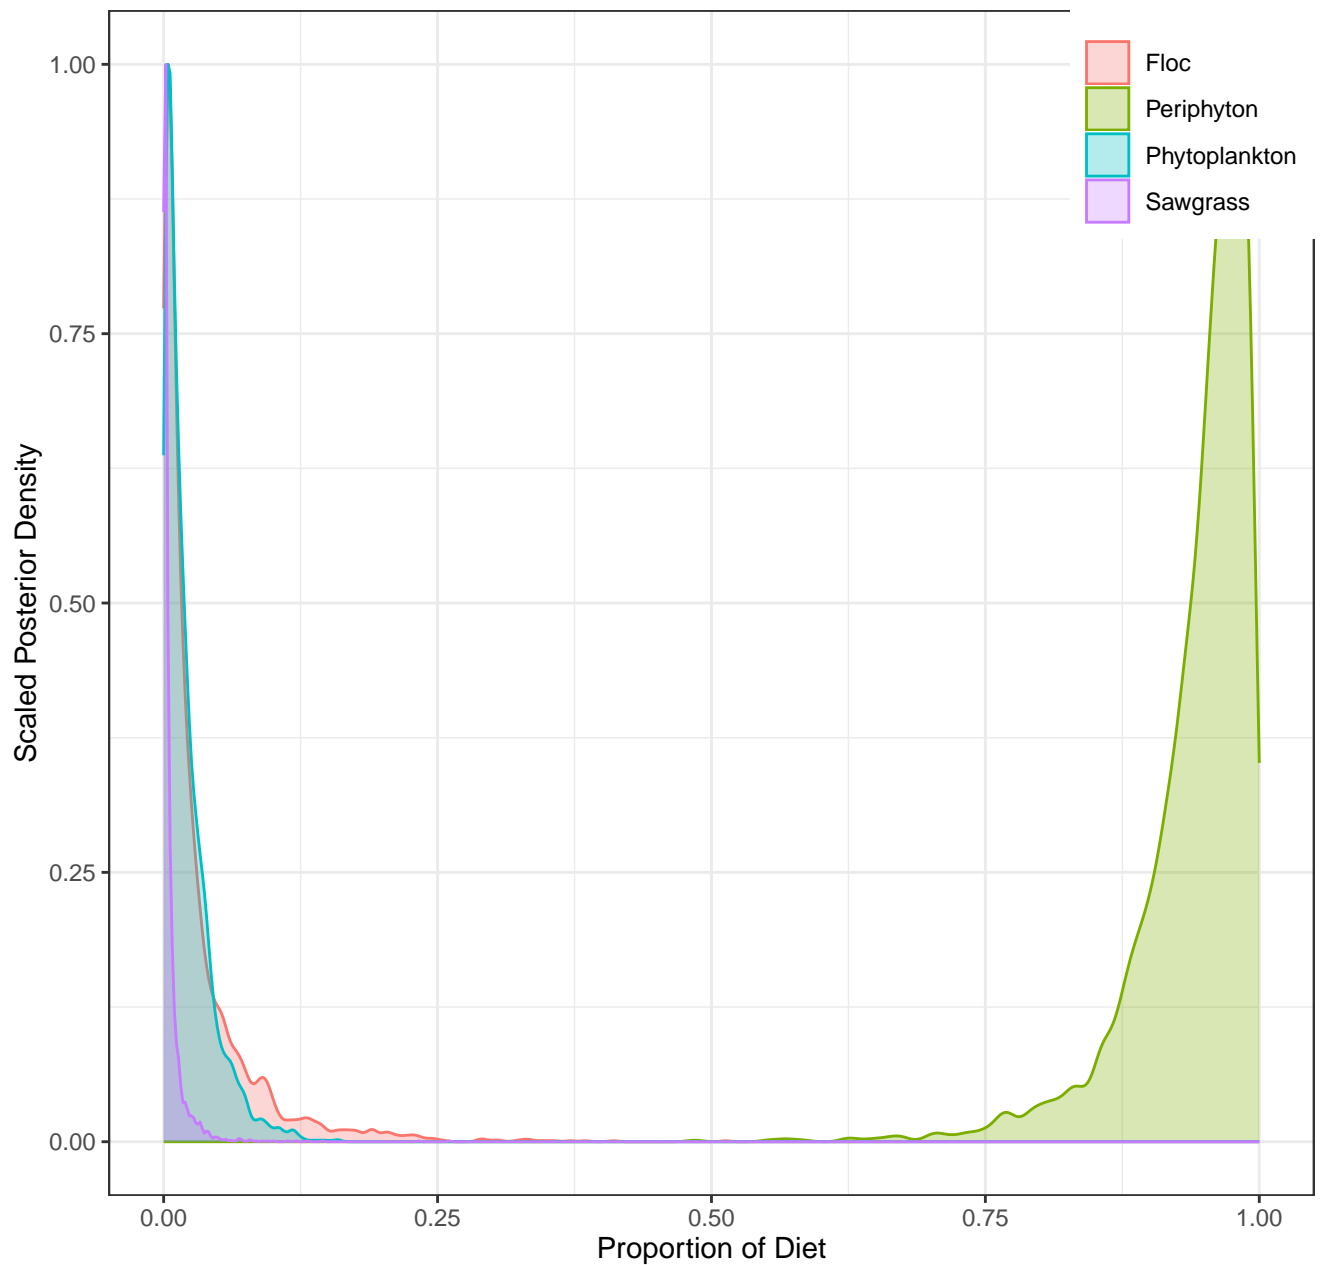 Floc
Periphyton
Phytoplankton
Sawgrass
Scaled Posterior Density
1.00
0.75
0.50
0.25
0.00
0.00 0.25 0.50 0.75 1.00
Proportion of Diet